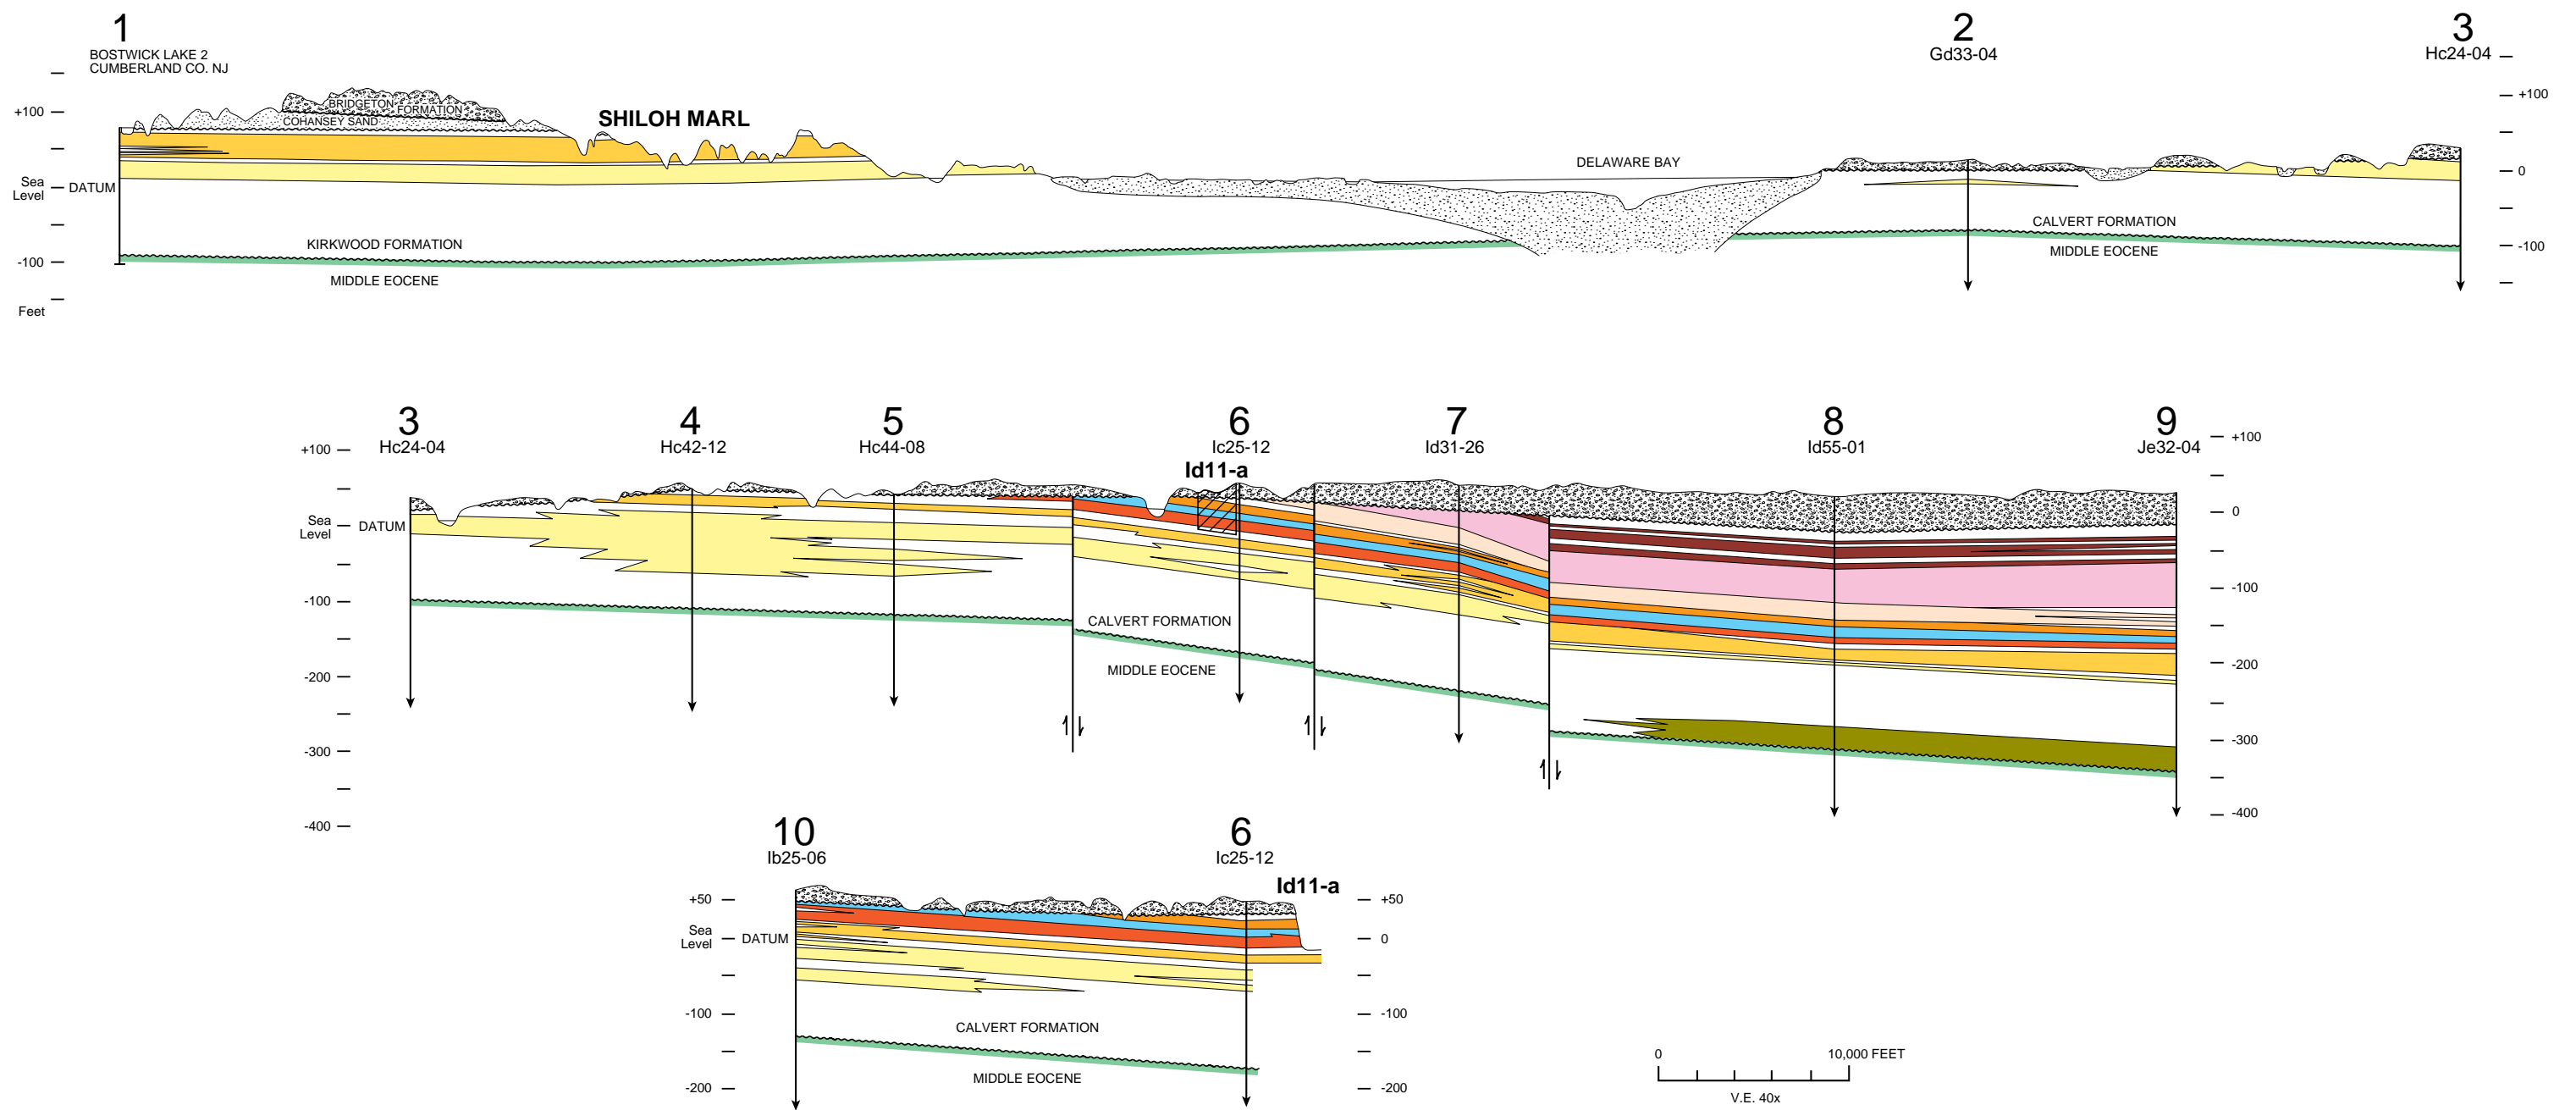 1
BOSTWICK LAKE 2
CUMBERLAND CO. NJ
2
Gd33-04
3
Hc24-04
+100
Sea
Level
DATUM
-100
Feet
BRIDGETON FORMATION
COHANSEY SAND
SHILOH MARL
KIRKWOOD FORMATION
MIDDLE EOCENE
DELAWARE BAY
CALVERT FORMATION
MIDDLE EOCENE
+100
0
-100
3
Hc24-04
4
Hc42-12
5
Hc44-08
6
Ic25-12
Id11-a
7
Id31-26
8
Id55-01
9
Je32-04
+100
Sea
Level
DATUM
-100
-200
-300
-400
CALVERT FORMATION
MIDDLE EOCENE
+100
0
-100
-200
-300
-400
10
Ib25-06
6
Ic25-12
Id11-a
+50
Sea
Level
DATUM
-100
-200
CALVERT FORMATION
MIDDLE EOCENE
+50
0
-100
-200
0
10,000 FEET
V.E. 40x